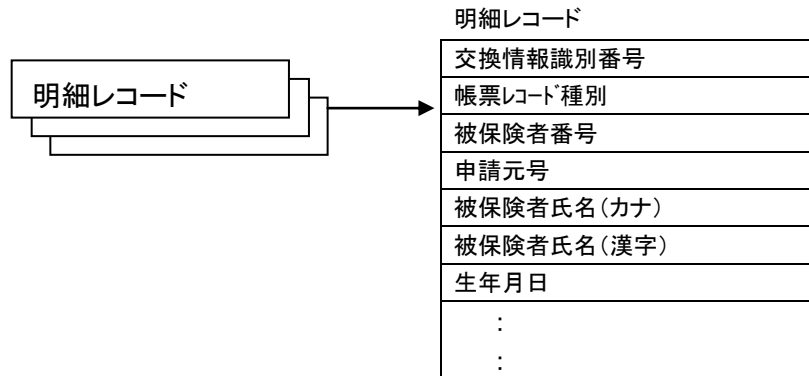 明細レコード
明細レコード
交換情報識別番号
帳票ﾚｺｰﾄﾞ種別
被保険者番号
申請元号
被保険者氏名(カナ)
被保険者氏名(漢字)
生年月日
:
: